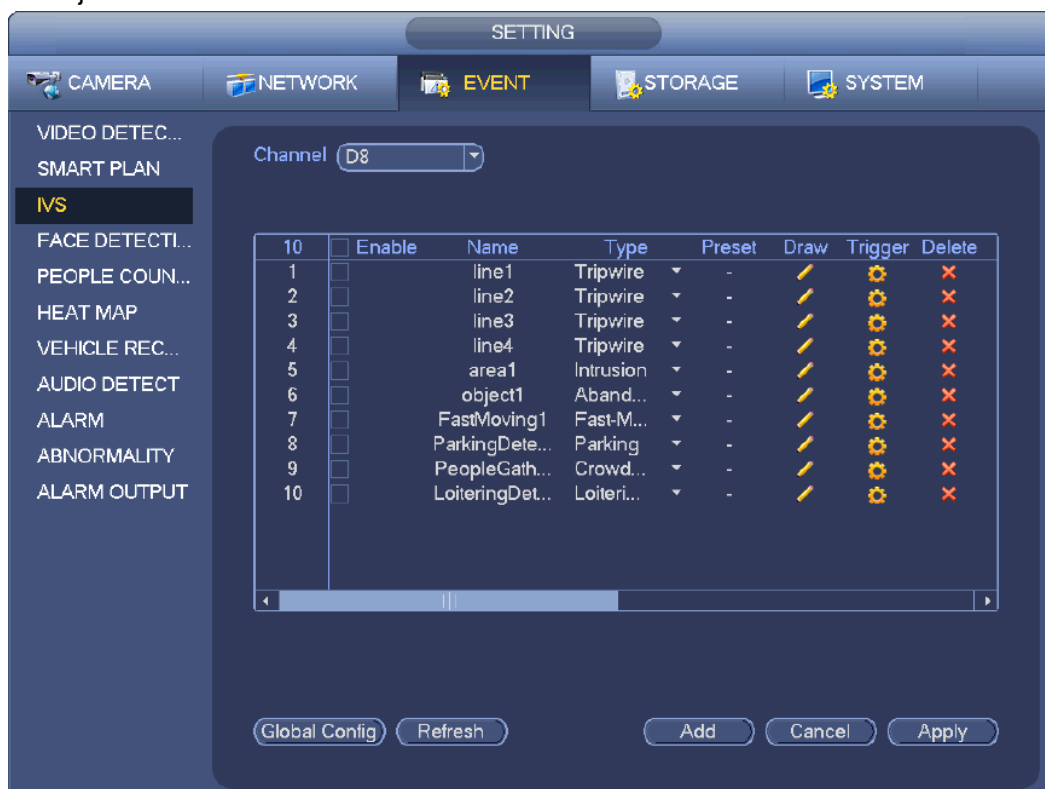 SETTING
CAMERA NETWORK EVENT STORAGE SYSTEM
VIDEO DETEC...
SMART PLAN
IVS
FACE DETECTI...
PEOPLE COUN...
HEAT MAP
VEHICLE REC...
AUDIO DETECT
ALARM
ABNORMALITY
ALARM OUTPUT
Channel D8
10 Enable Name Type Preset Draw Trigger Delete
1 line1 Tripwire -
2 line2 Tripwire -
3 line3 Tripwire -
4 line4 Tripwire -
5 area1 Intrusion -
6 object1 Aband... -
7 FastMoving1 Fast-M... -
8 ParkingDete... Parking -
9 PeopleGath... Crowd... -
10 LoiteringDet... Loiteri... -
Global Config Refresh Add Cancel Apply